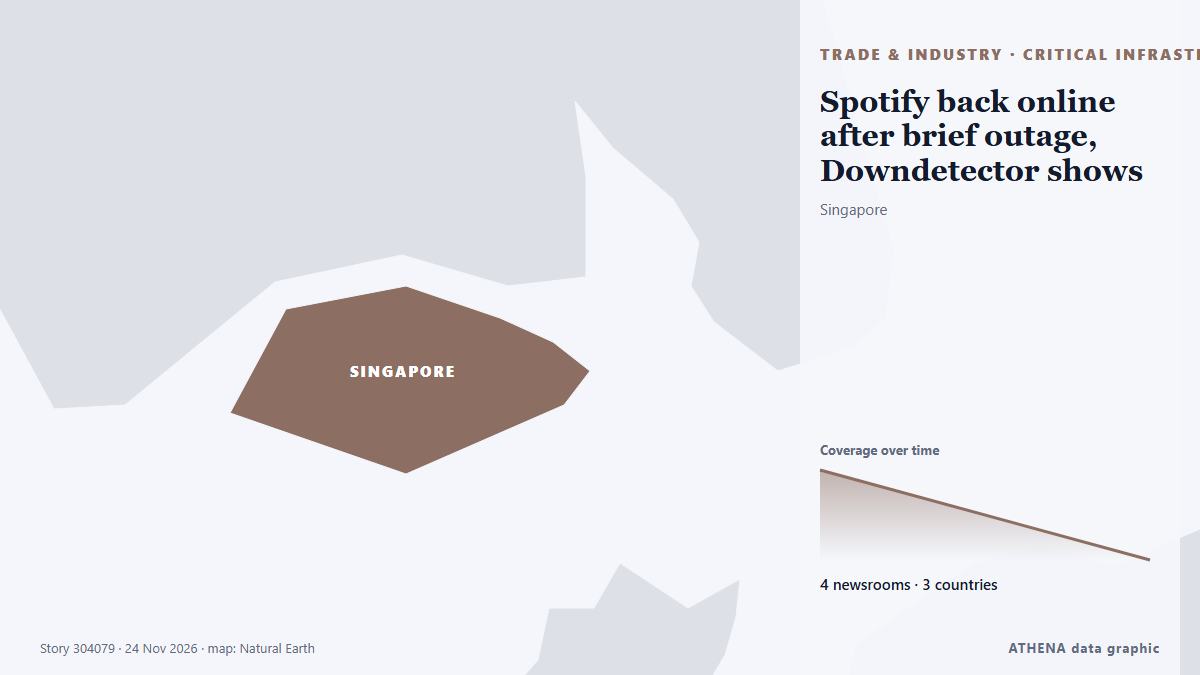 TRADE & INDUSTRY · CRITICAL
Spotify back online
after brief outage,
Downdetector shows
Singapore
SINGAPORE
Coverage over time
4 newsrooms · 3 countries
Story 304079 · 24 Nov 2026 · map: Natural Earth
ATHENA data graphic